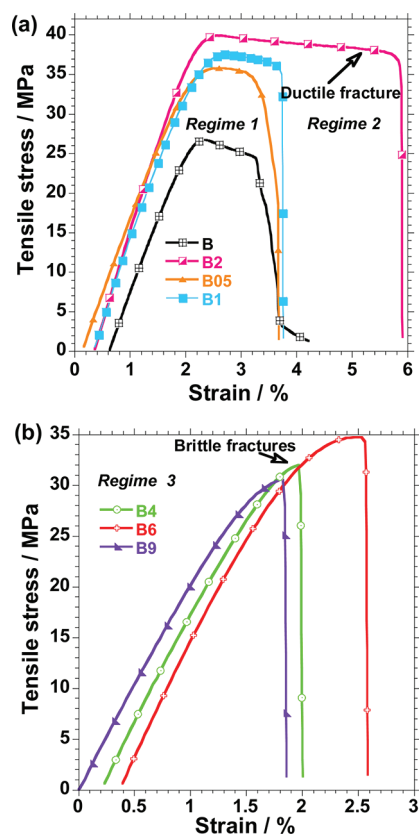 (a)
Tensile stress / MPa
40
35
30
25
20
15
10
5
0
Ductile fracture
Regime 1
Regime 2
B
B2
B05
B1
0 1 2 3 4 5 6
Strain / %
(b)
Tensile stress / MPa
35
30
25
20
15
10
5
0
Brittle fractures
Regime 3
B4
B6
B9
0 0.5 1 1.5 2 2.5 3
Strain / %